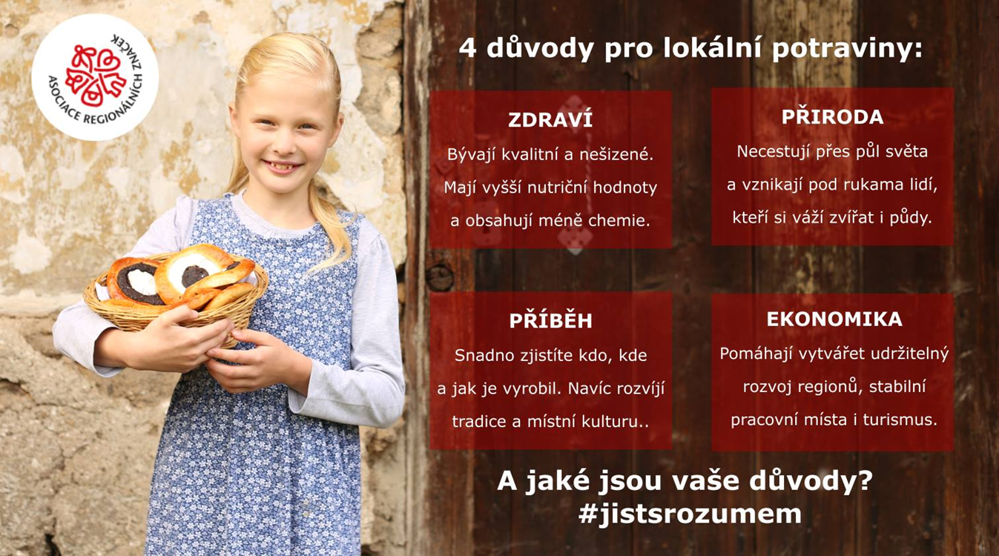 ASOCIACE REGIONÁLNÍCH ZNAČEK
4 důvody pro lokální potraviny:
ZDRAVÍ
Bývají kvalitní a nešizené.
Mají vyšší nutriční hodnoty
a obsahují méně chemie.
PŘIRODA
Necestují přes půl světa
a vznikají pod rukama lidí,
kteří si váží zvířat i půdy.
PŘÍBĚH
Snadno zjistíte kdo, kde
a jak je vyrobil. Navíc rozvíjí
tradice a místní kulturu..
EKONOMIKA
Pomáhají vytvářet udržitelný
rozvoj regionů, stabilní
pracovní místa i turismus.
A jaké jsou vaše důvody?
#jistsrozumem